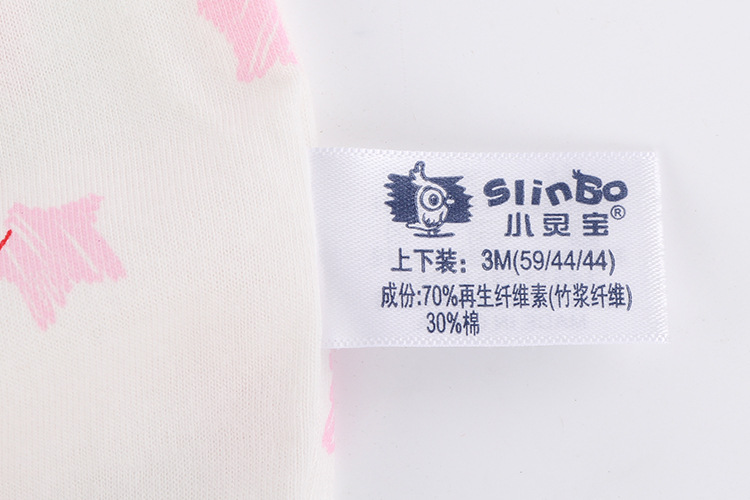 SlinBo
小灵宝®
上下装：3M(59/44/44)
成份:70%再生纤维素(竹浆纤维)
30%棉